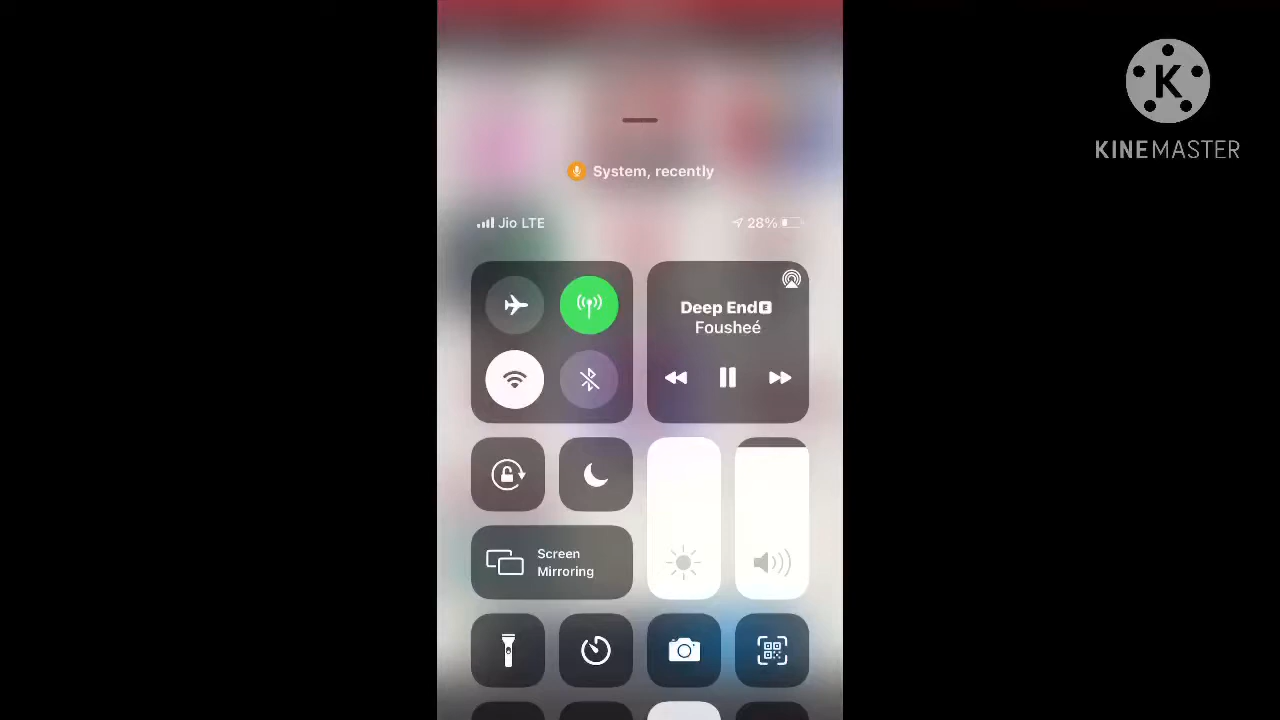 KINEMASTER
System, recently
Jio LTE
28%
Deep End E
Fousheé
Screen
Mirroring